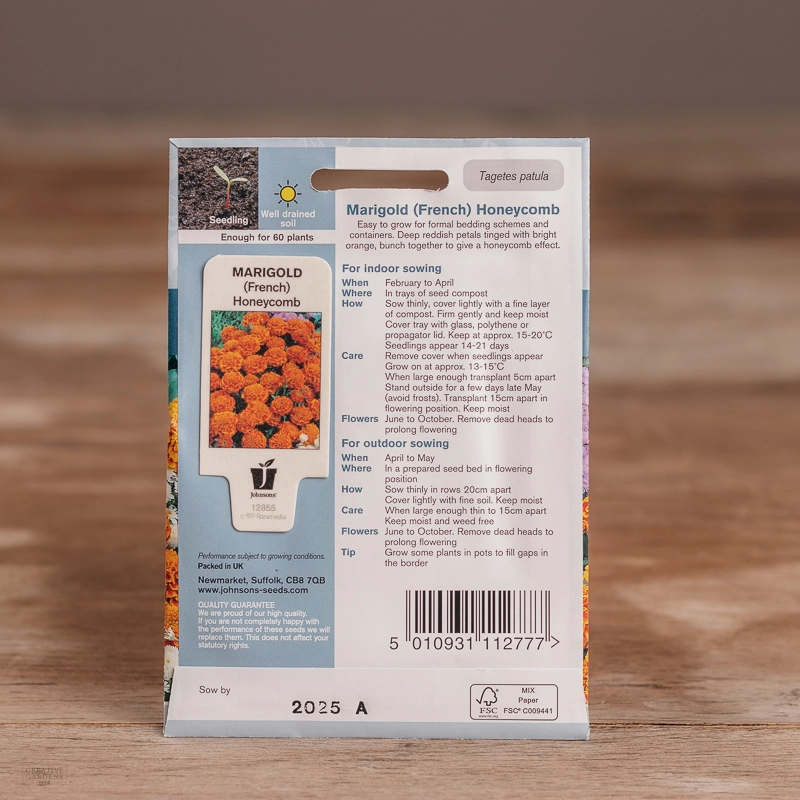 Seedling
Well drained
soil
Enough for 60 plants
MARIGOLD
(French)
Honeycomb
Johnsons
12855
Performance subject to growing conditions.
Packed in UK
Newmarket, Suffolk, CB8 7QB
www.johnsons-seeds.com
QUALITY GUARANTEE
We are proud of our high quality.
If you are not completely happy with
the performance of these seeds we will
replace them. This does not affect your
statutory rights.
Tagetes patula
Marigold (French) Honeycomb
Easy to grow for formal bedding schemes and
containers. Deep reddish petals tinged with bright
orange, bunch together to give a honeycomb effect.
For indoor sowing
When February to April
Where In trays of seed compost
How Sow thinly, cover lightly with a fine layer
of compost. Firm gently and keep moist
Cover tray with glass, polythene or
propagator lid. Keep at approx. 15-20°C
Seedlings appear 14-21 days
Care Remove cover when seedlings appear
Grow on at approx. 13-15°C
When large enough transplant 5cm apart
Stand outside for a few days late May
(avoid frosts). Transplant 15cm apart in
flowering position. Keep moist
Flowers June to October. Remove dead heads to
prolong flowering
For outdoor sowing
When April to May
Where In a prepared seed bed in flowering
position
How Sow thinly in rows 20cm apart
Cover lightly with fine soil. Keep moist
Care When large enough thin to 15cm apart
Keep moist and weed free
Flowers June to October. Remove dead heads to
prolong flowering
Tip Grow some plants in pots to fill gaps in
the border
5 010931 112777 >
Sow by
2025 A
FSC
www.fsc.org
MIX
Paper
FSC® C009441